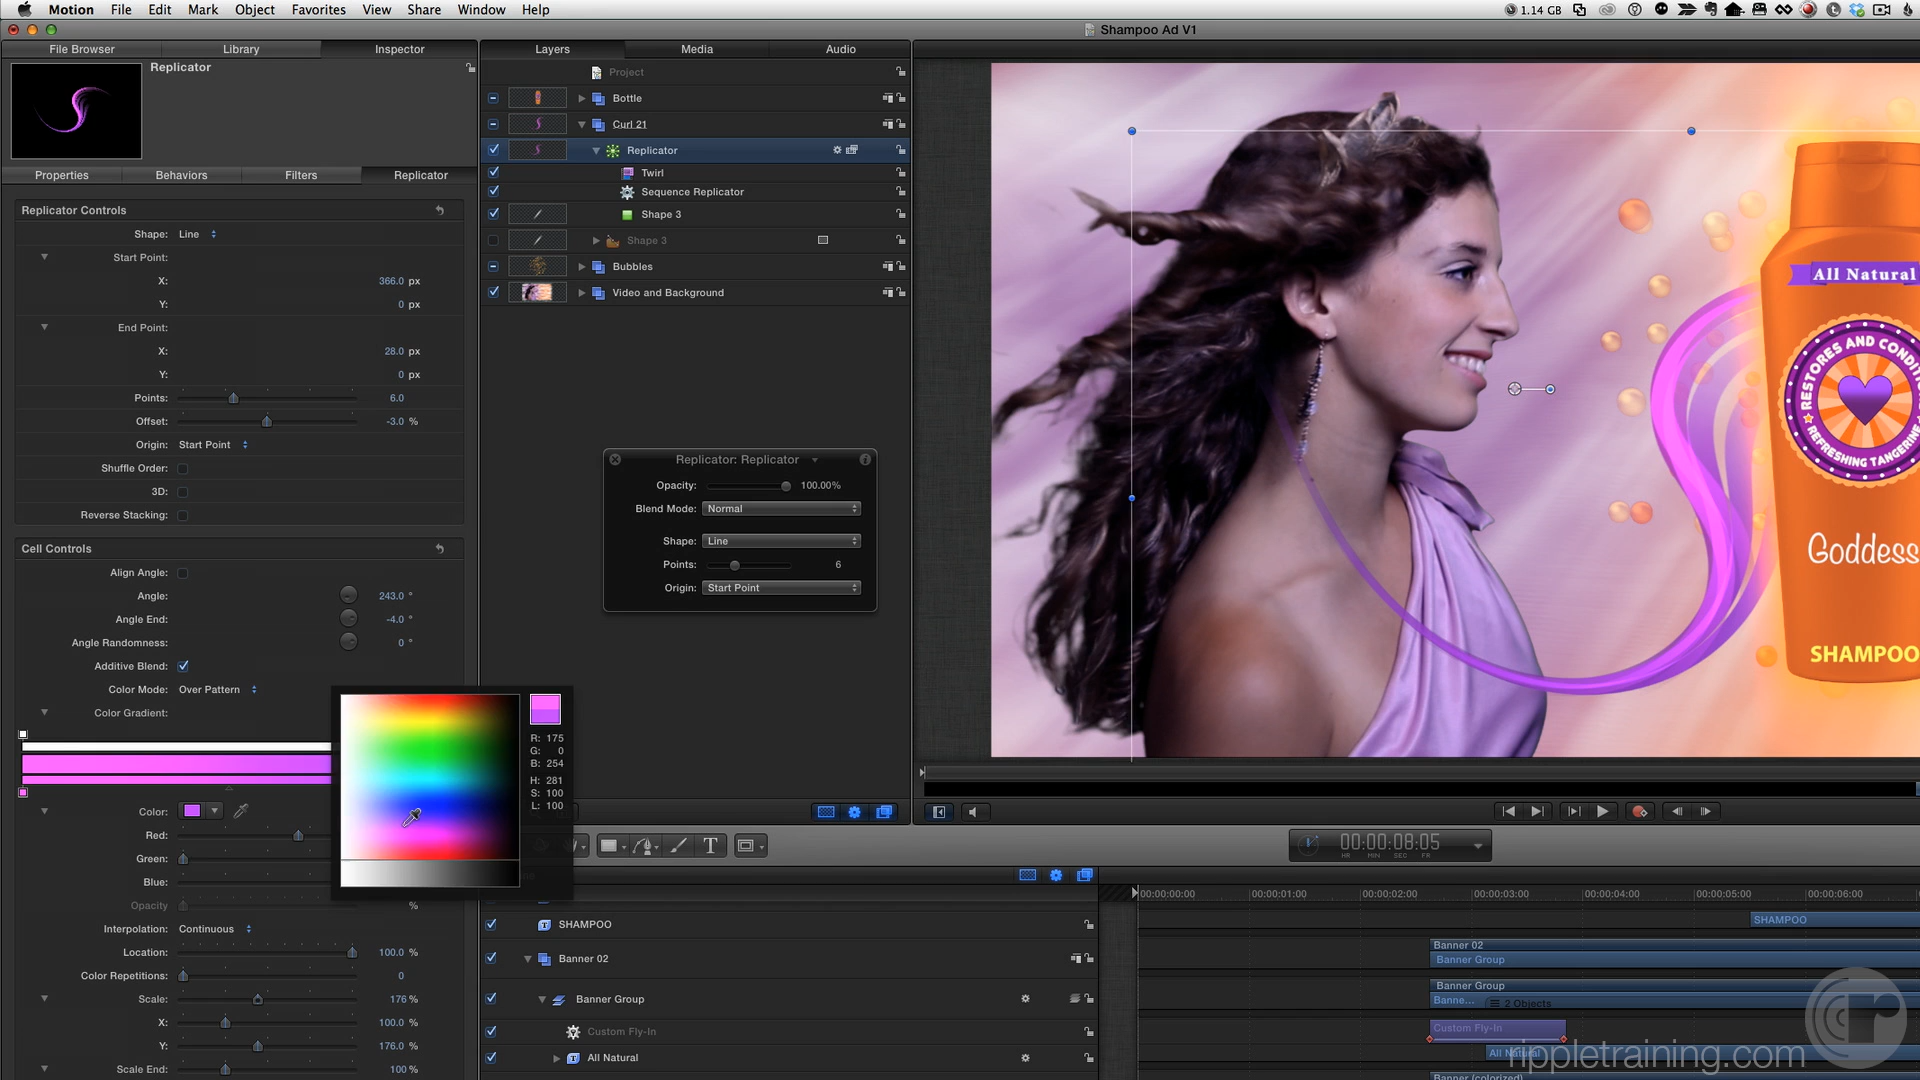 Motion File Edit Mark Object Favorites View Share Window Help
1.14 GB
Shampoo Ad V1
File Browser Library Inspector
Layers Media Audio
Replicator
Project
Bottle
Curl 21
Replicator
Twirl
Sequence Replicator
Shape 3
Shape 3
Bubbles
Video and Background
Properties Behaviors Filters Replicator
Replicator Controls
Shape: Line
Start Point:
X: 366.0 px
Y: 0 px
End Point:
X: 28.0 px
Y: 0 px
Points: 6.0
Offset: -3.0 %
Origin: Start Point
Shuffle Order:
3D:
Reverse Stacking:
Cell Controls
Align Angle:
Angle: 243.0 °
Angle End: -4.0 °
Angle Randomness: 0 °
Additive Blend:
Color Mode: Over Pattern
Color Gradient:
Color:
Red:
Green:
Blue:
Opacity %
Interpolation: Continuous
Location: 100.0 %
Color Repetitions: 0
Scale: 176 %
X: 100.0 %
Y: 176.0 %
Scale End: 100 %
R: 175
G: 0
B: 254
H: 281
S: 100
L: 100
Replicator: Replicator
Opacity: 100.00%
Blend Mode: Normal
Shape: Line
Points: 6
Origin: Start Point
All Natural
RESTORES AND CONDI
REFRESHING TANGERIN
Goddess
SHAMPOO
T
00:00:08:05
HR MIN SEC FR
00:00:00:00 00:00:01:00 00:00:02:00 00:00:03:00 00:00:04:00 00:00:05:00 00:00:06:00
SHAMPOO
Banner 02
Banner Group
Custom Fly-In
All Natural
SHAMPOO
Banner 02
Banner Group
Banner Group
Banne... 2 Objects
Custom Fly-In
All Natural
Banner (colorized)
rippletraining.com